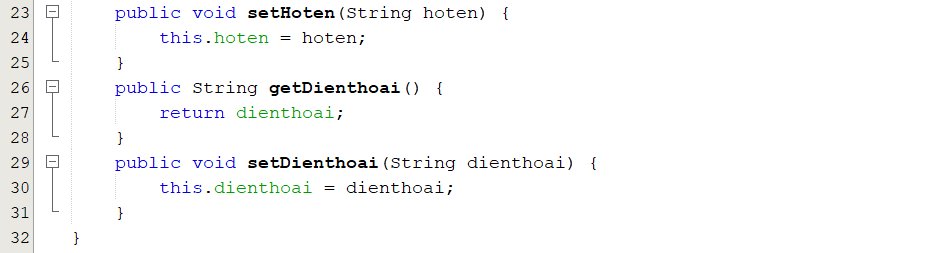 23 public void setHoten(String hoten) {
24 this.hoten = hoten;
25 }
26 public String getDienthoai() {
27 return dienthoai;
28 }
29 public void setDienthoai(String dienthoai) {
30 this.dienthoai = dienthoai;
31 }
32 }